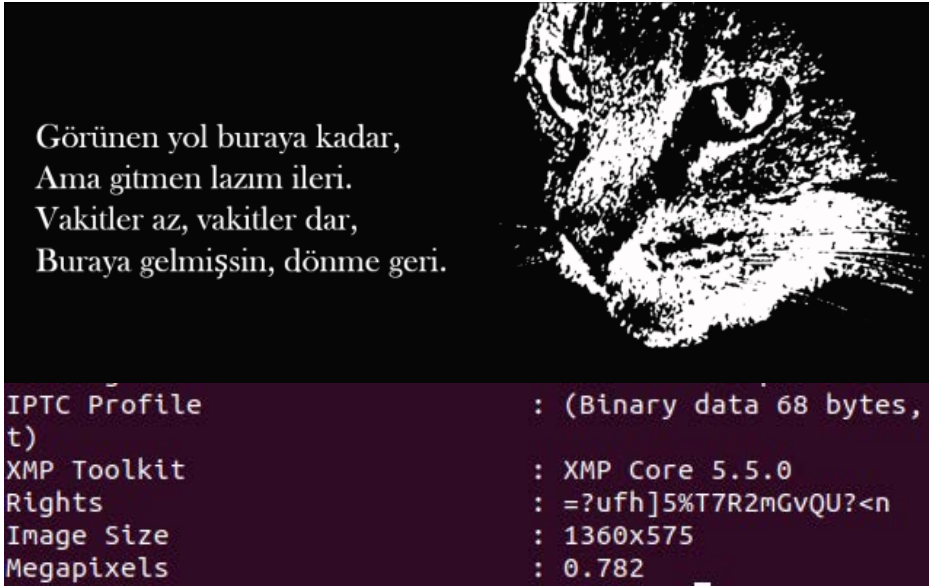 Görünen yol buraya kadar,
Ama gitmen lazım ileri.
Vakitler az, vakitler dar,
Buraya gelmişsin, dönme geri.
IPTC Profile : (Binary data 68 bytes,
t)
XMP Toolkit : XMP Core 5.5.0
Rights : =?ufh]5%T7R2mGvQU?<n
Image Size : 1360x575
Megapixels : 0.782